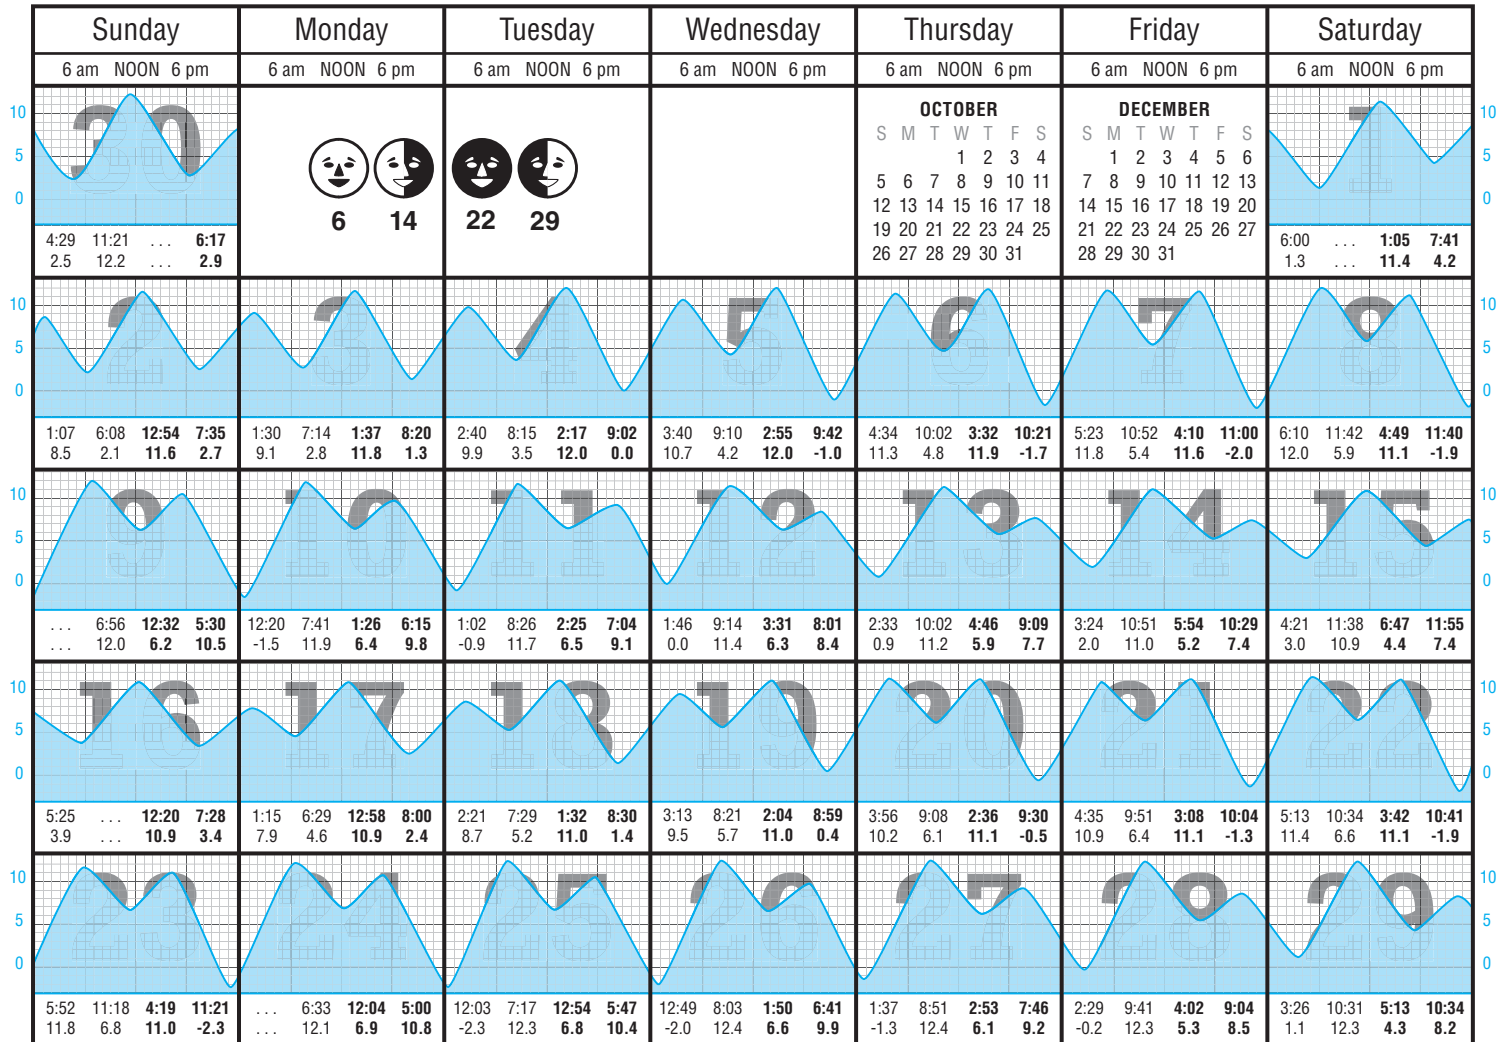 Sunday Monday Tuesday Wednesday Thursday Friday Saturday
6 am NOON 6 pm 6 am NOON 6 pm 6 am NOON 6 pm 6 am NOON 6 pm 6 am NOON 6 pm 6 am NOON 6 pm 6 am NOON 6 pm
10
5
0
30
4:29 11:21 ... 6:17
2.5 12.2 ... 2.9
6 14 22 29
OCTOBER
S M T W T F S
1 2 3 4
5 6 7 8 9 10 11
12 13 14 15 16 17 18
19 20 21 22 23 24 25
26 27 28 29 30 31
DECEMBER
S M T W T F S
1 2 3 4 5 6
7 8 9 10 11 12 13
14 15 16 17 18 19 20
21 22 23 24 25 26 27
28 29 30 31
1
6:00 ... 1:05 7:41
1.3 ... 11.4 4.2
10
5
0
10
5
0
2
1:07 6:08 12:54 7:35
8.5 2.1 11.6 2.7
3
1:30 7:14 1:37 8:20
9.1 2.8 11.8 1.3
4
2:40 8:15 2:17 9:02
9.9 3.5 12.0 0.0
5
3:40 9:10 2:55 9:42
10.7 4.2 12.0 -1.0
6
4:34 10:02 3:32 10:21
11.3 4.8 11.9 -1.7
7
5:23 10:52 4:10 11:00
11.8 5.4 11.6 -2.0
8
6:10 11:42 4:49 11:40
12.0 5.9 11.1 -1.9
10
5
0
10
5
0
9
... 6:56 12:32 5:30
... 12.0 6.2 10.5
10
12:20 7:41 1:26 6:15
-1.5 11.9 6.4 9.8
11
1:02 8:26 2:25 7:04
-0.9 11.7 6.5 9.1
12
1:46 9:14 3:31 8:01
0.0 11.4 6.3 8.4
13
2:33 10:02 4:46 9:09
0.9 11.2 5.9 7.7
14
3:24 10:51 5:54 10:29
2.0 11.0 5.2 7.4
15
4:21 11:38 6:47 11:55
3.0 10.9 4.4 7.4
10
5
0
10
5
0
16
5:25 ... 12:20 7:28
3.9 ... 10.9 3.4
17
1:15 6:29 12:58 8:00
7.9 4.6 10.9 2.4
18
2:21 7:29 1:32 8:30
8.7 5.2 11.0 1.4
19
3:13 8:21 2:04 8:59
9.5 5.7 11.0 0.4
20
3:56 9:08 2:36 9:30
10.2 6.1 11.1 -0.5
21
4:35 9:51 3:08 10:04
10.9 6.4 11.1 -1.3
22
5:13 10:34 3:42 10:41
11.4 6.6 11.1 -1.9
10
5
0
10
5
0
23
5:52 11:18 4:19 11:21
11.8 6.8 11.0 -2.3
24
... 6:33 12:04 5:00
... 12.1 6.9 10.8
25
12:03 7:17 12:54 5:47
-2.3 12.3 6.8 10.4
26
12:49 8:03 1:50 6:41
-2.0 12.4 6.6 9.9
27
1:37 8:51 2:53 7:46
-1.3 12.4 6.1 9.2
28
2:29 9:41 4:02 9:04
-0.2 12.3 5.3 8.5
29
3:26 10:31 5:13 10:34
1.1 12.3 4.3 8.2
10
5
0